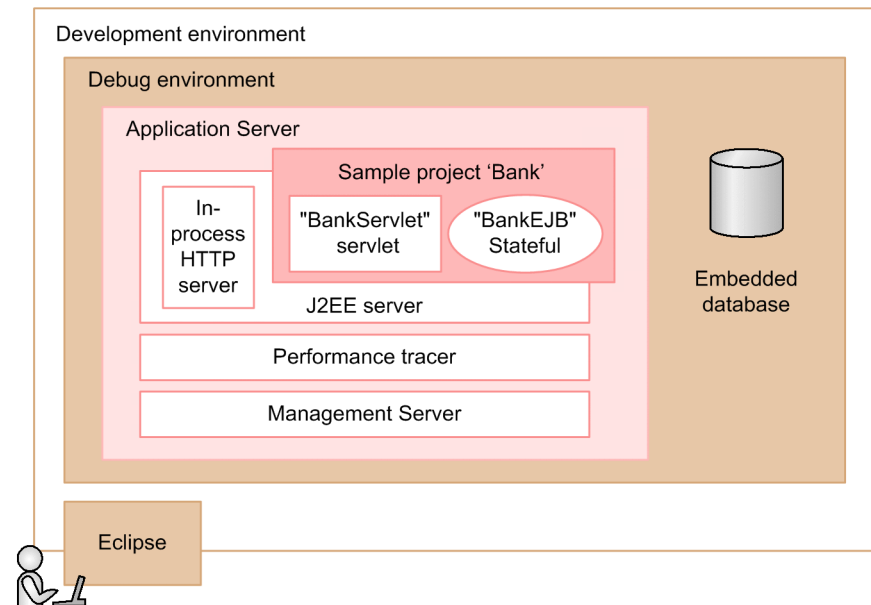 Development environment
Debug environment
Application Server
Sample project ‘Bank’
In-
process
HTTP
server
"BankServlet"
servlet
"BankEJB"
Stateful
J2EE server
Performance tracer
Management Server
Embedded
database
Eclipse